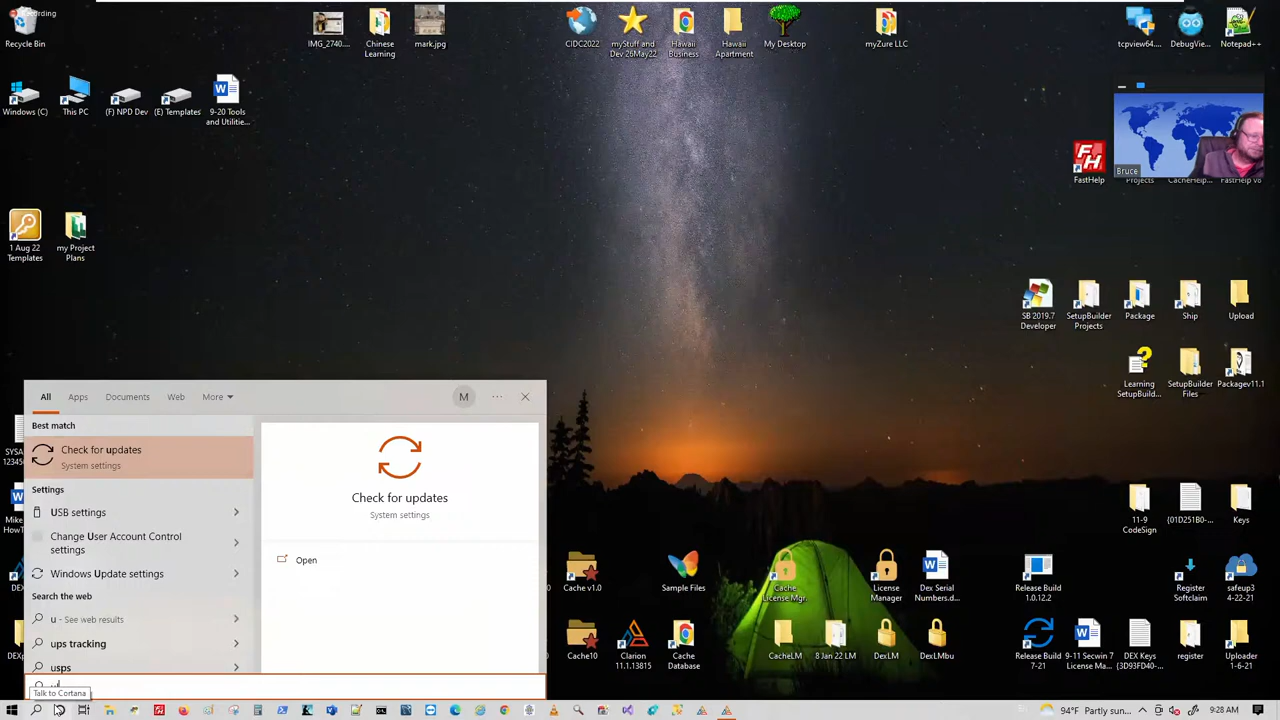 Recycle Bin
IMG_2740....
Chinese
Learning
mark.jpg
CIDC2022
myStuff and
Dev 26May22
Hawaii
Business
Hawaii
Apartment
My Desktop
myZure LLC
tcpview64....
DebugVie...
Notepad++
Windows (C)
This PC
(F) NPD Dev
(E) Templates
9-20 Tools
and Utilitie...
Bruce
FastHelp
Projects
CacheHelp...
FastHelp v8
1 Aug 22
Templates
my Project
Plans
SB 2019.7
Developer
SetupBuilder
Projects
Package
Ship
Upload
Learning
SetupBuild...
SetupBuilder
Files
Packagev11.1
All
Apps
Documents
Web
More
M
Best match
Check for updates
System settings
Check for updates
System settings
Open
Settings
USB settings
Change User Account Control
settings
Windows Update settings
Search the web
u - See web results
ups tracking
usps
Talk to Cortana
11-9
CodeSign
{01D251B0-...
Keys
Cache v1.0
Sample Files
Cache
License Mgr.
License
Manager
Dex Serial
Numbers.d...
Release Build
1.0.12.2
Register
Softclaim
safeup3
4-22-21
Cache10
Clarion
11.1.13815
Cache
Database
CacheLM
8 Jan 22 LM
DexLM
DexLMbu
Release Build
7-21
9-11 Secwin 7
License Ma...
DEX Keys
{3D93FD40-...
register
Uploader
1-6-21
94°F Partly sun...
9:28 AM